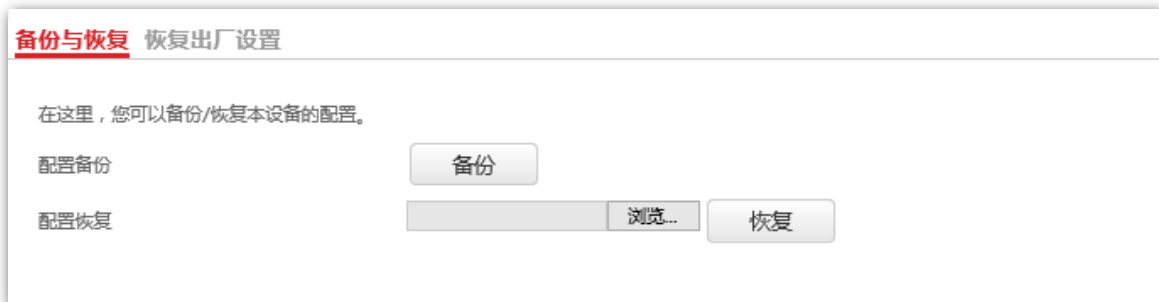 备份与恢复 恢复出厂设置
在这里，您可以备份/恢复本设备的配置。
配置备份 备份
配置恢复 浏览... 恢复